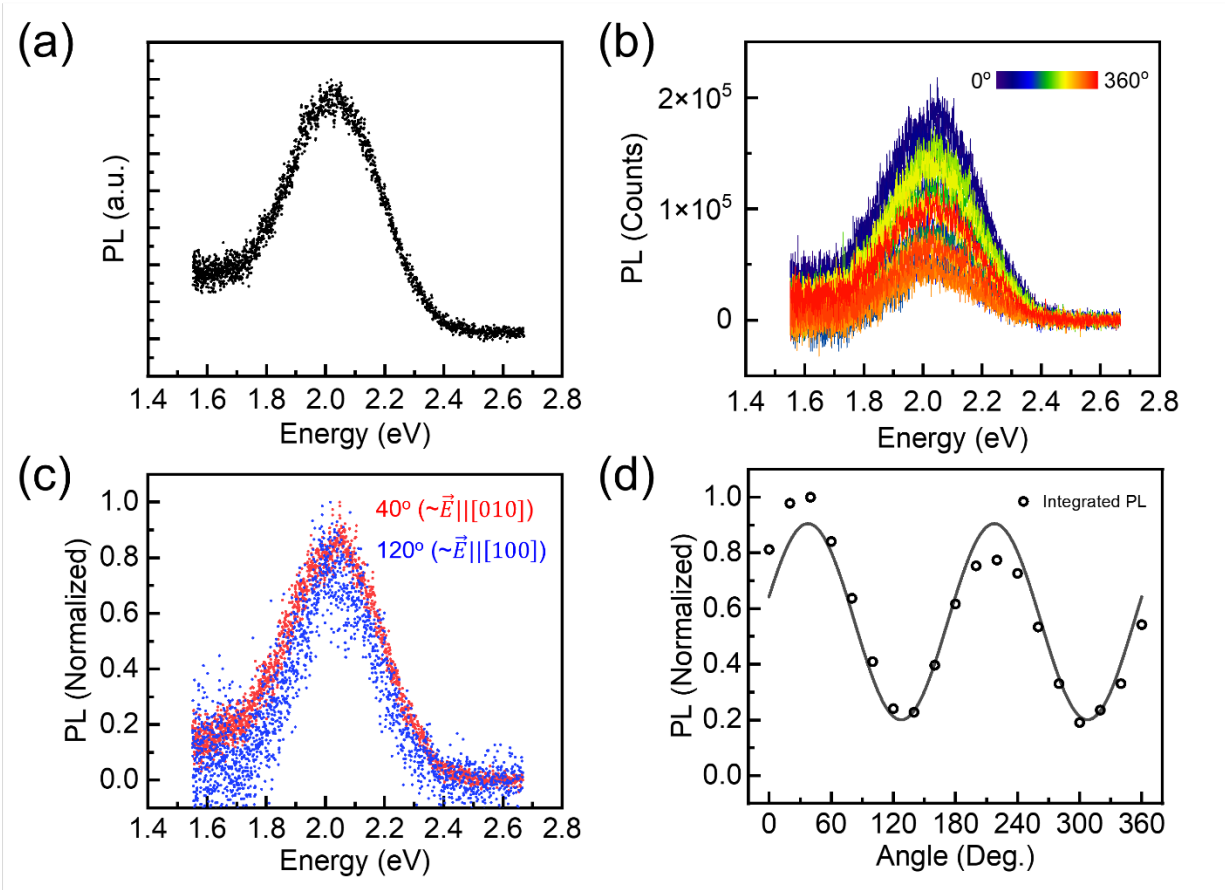 (a)
PL (a.u.)
1.4 1.6 1.8 2.0 2.2 2.4 2.6 2.8
Energy (eV)
(b)
0º 360º
2×10⁵
1×10⁵
0
PL (Counts)
1.4 1.6 1.8 2.0 2.2 2.4 2.6 2.8
Energy (eV)
(c)
40º (~E⃗||[010])
120º (~E⃗||[100])
1.0
0.8
0.6
0.4
0.2
0.0
PL (Normalized)
1.4 1.6 1.8 2.0 2.2 2.4 2.6 2.8
Energy (eV)
(d)
Integrated PL
1.0
0.8
0.6
0.4
0.2
0.0
PL (Normalized)
0 60 120 180 240 300 360
Angle (Deg.)